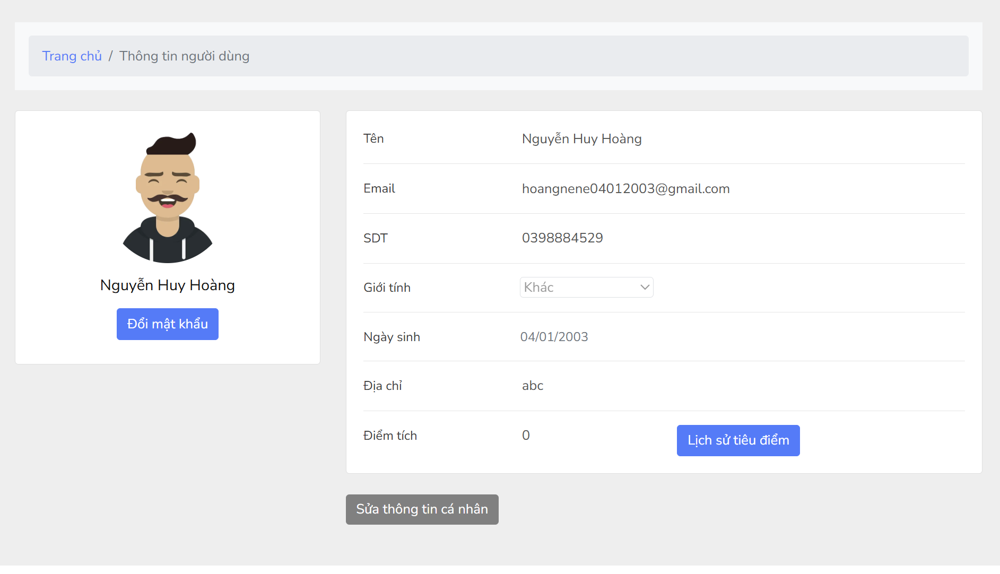 Trang chủ / Thông tin người dùng
Nguyễn Huy Hoàng
Đổi mật khẩu
Tên Nguyễn Huy Hoàng
Email hoangnene04012003@gmail.com
SDT 0398884529
Giới tính Khác
Ngày sinh 04/01/2003
Địa chỉ abc
Điểm tích 0 Lịch sử tiêu điểm
Sửa thông tin cá nhân